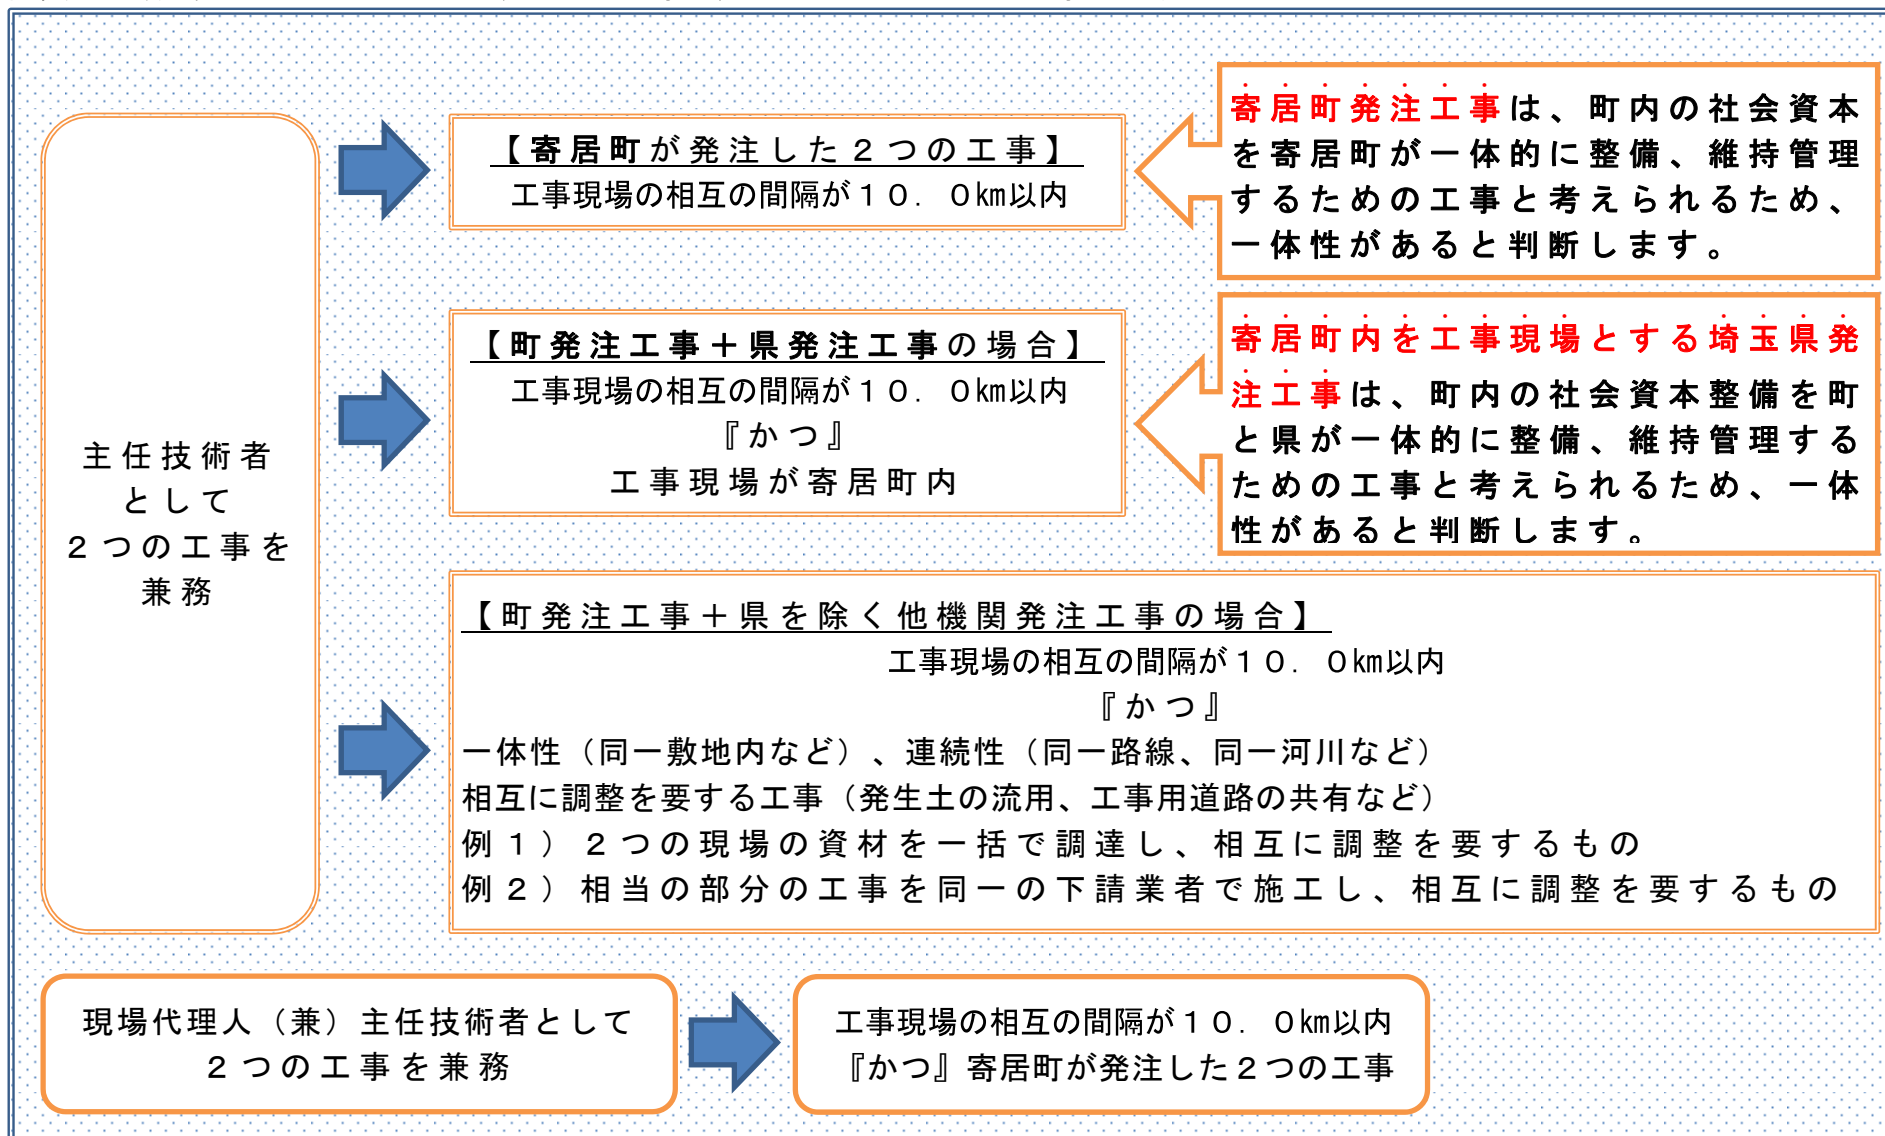 主任技術者
として
２つの工事を
兼務
【寄居町が発注した２つの工事】
工事現場の相互の間隔が１０．０㎞以内
寄居町発注工事は、町内の社会資本
を寄居町が一体的に整備、維持管理
するための工事と考えられるため、
一体性があると判断します。
【町発注工事＋県発注工事の場合】
工事現場の相互の間隔が１０．０㎞以内
『かつ』
工事現場が寄居町内
寄居町内を工事現場とする埼玉県発
注工事は、町内の社会資本整備を町
と県が一体的に整備、維持管理する
ための工事と考えられるため、一体
性があると判断します。
【町発注工事＋県を除く他機関発注工事の場合】
工事現場の相互の間隔が１０．０㎞以内
『かつ』
一体性（同一敷地内など）、連続性（同一路線、同一河川など）
相互に調整を要する工事（発生土の流用、工事用道路の共有など）
例１）２つの現場の資材を一括で調達し、相互に調整を要するもの
例２）相当の部分の工事を同一の下請業者で施工し、相互に調整を要するもの
現場代理人（兼）主任技術者として
２つの工事を兼務
工事現場の相互の間隔が１０．０㎞以内
『かつ』寄居町が発注した２つの工事